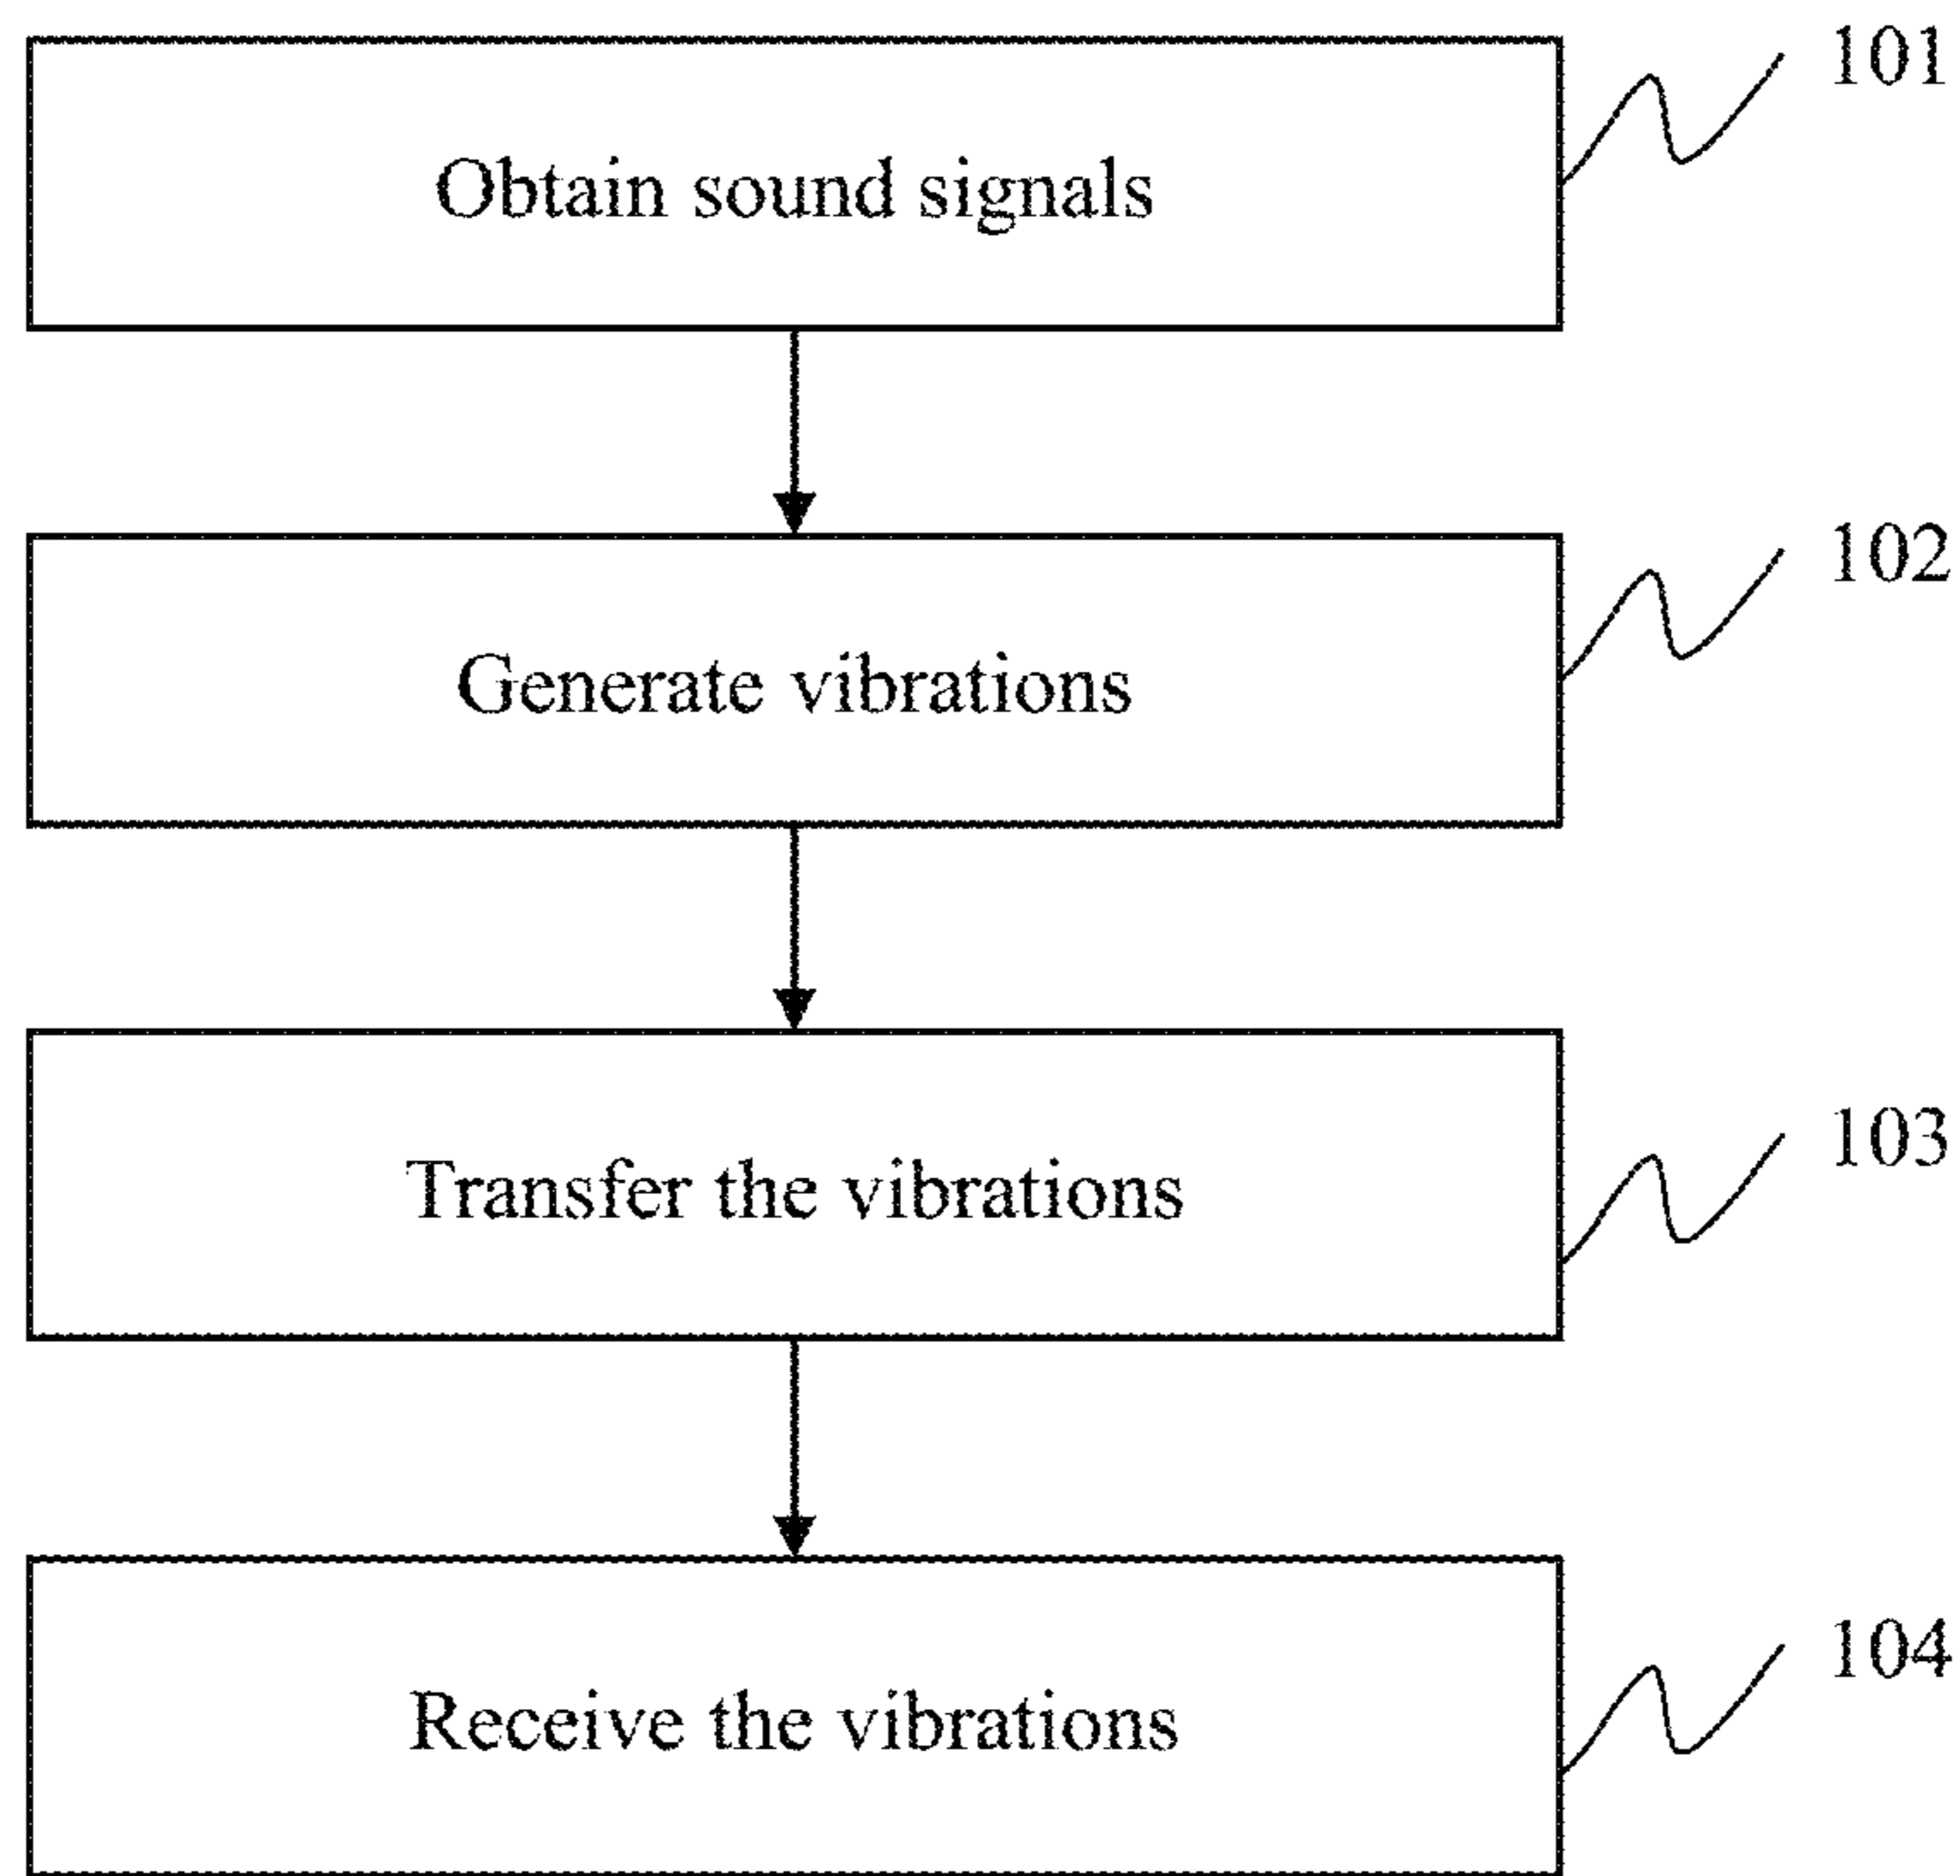 101
Obtain sound signals
102
Generate vibrations
103
Transfer the vibrations
104
Receive the vibrations